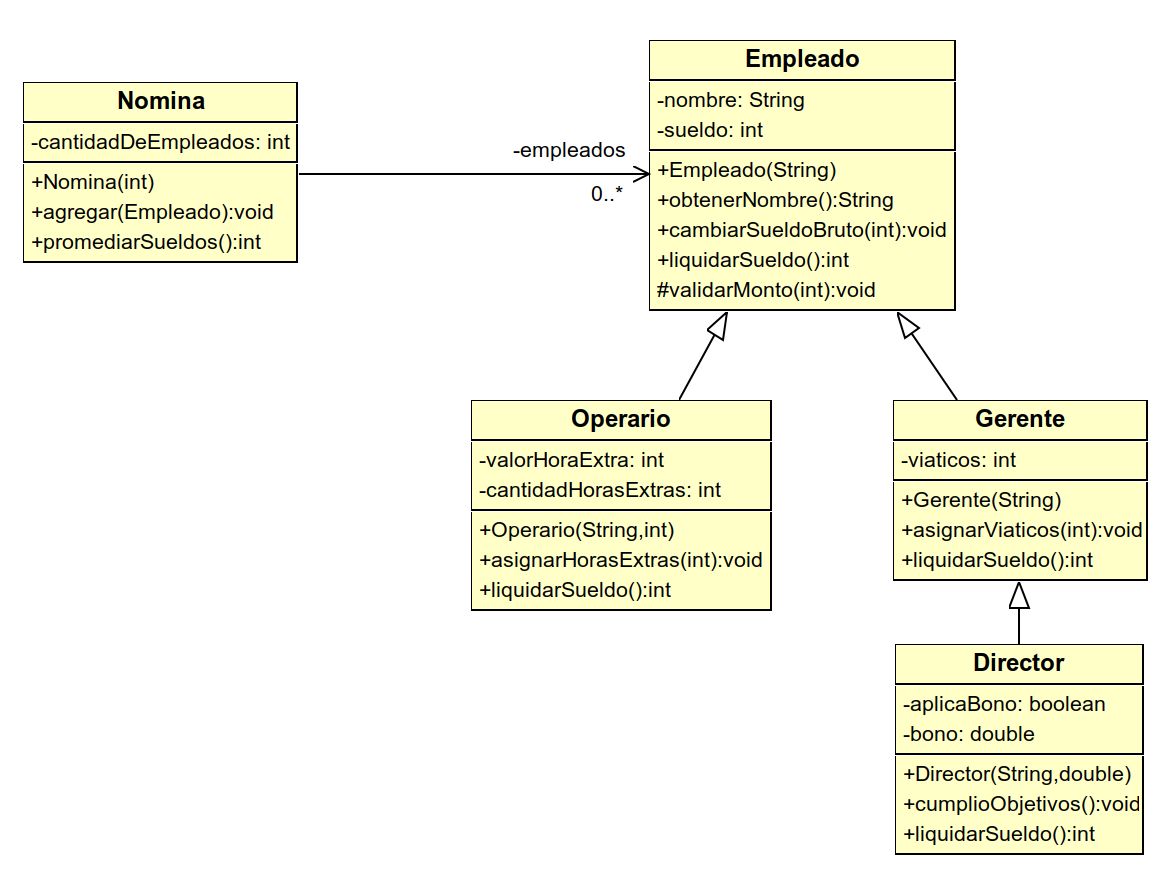 Nomina
-cantidadDeEmpleados: int
+Nomina(int)
+agregar(Empleado):void
+promediarSueldos():int
-empleados
0..*
Empleado
-nombre: String
-sueldo: int
+Empleado(String)
+obtenerNombre():String
+cambiarSueldoBruto(int):void
+liquidarSueldo():int
#validarMonto(int):void
Operario
-valorHoraExtra: int
-cantidadHorasExtras: int
+Operario(String,int)
+asignarHorasExtras(int):void
+liquidarSueldo():int
Gerente
-viaticos: int
+Gerente(String)
+asignarViaticos(int):void
+liquidarSueldo():int
Director
-aplicaBono: boolean
-bono: double
+Director(String,double)
+cumplioObjetivos():void
+liquidarSueldo():int